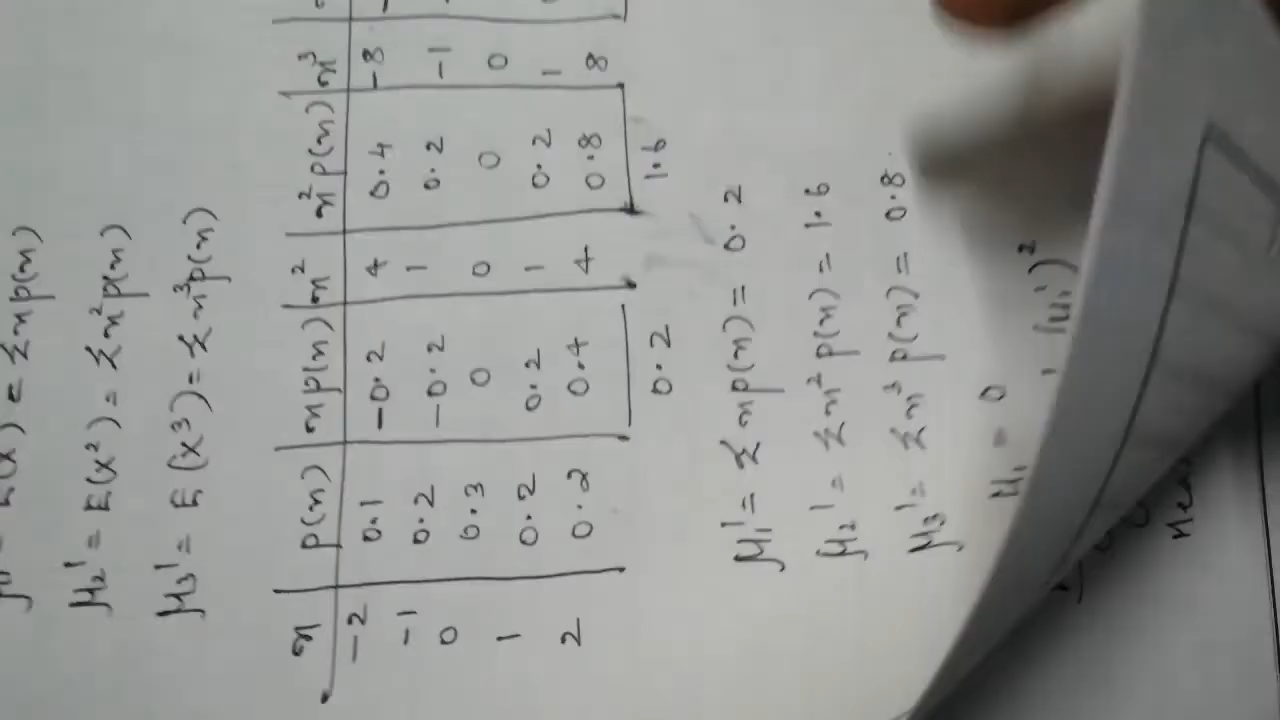 = E(x) = Σxp(x)
μ₂' = E(x²) = Σx²p(x)
μ₃' = E(x³) = Σx³p(x)
x | p(x) | xp(x) | x² | x²p(x) | x³
-2 0.1 -0.2 4 0.4 -8
-1 0.2 -0.2 1 0.2 -1
0 0.3 0 0 0 0
1 0.2 0.2 1 0.2 1
2 0.2 0.4 4 0.8 8
0.2 1.6
μ₁' = Σxp(x) = 0.2
μ₂' = Σx²p(x) = 1.6
μ₃' = Σx³p(x) = 0.8
μ₁ = 0
(μ₁')²